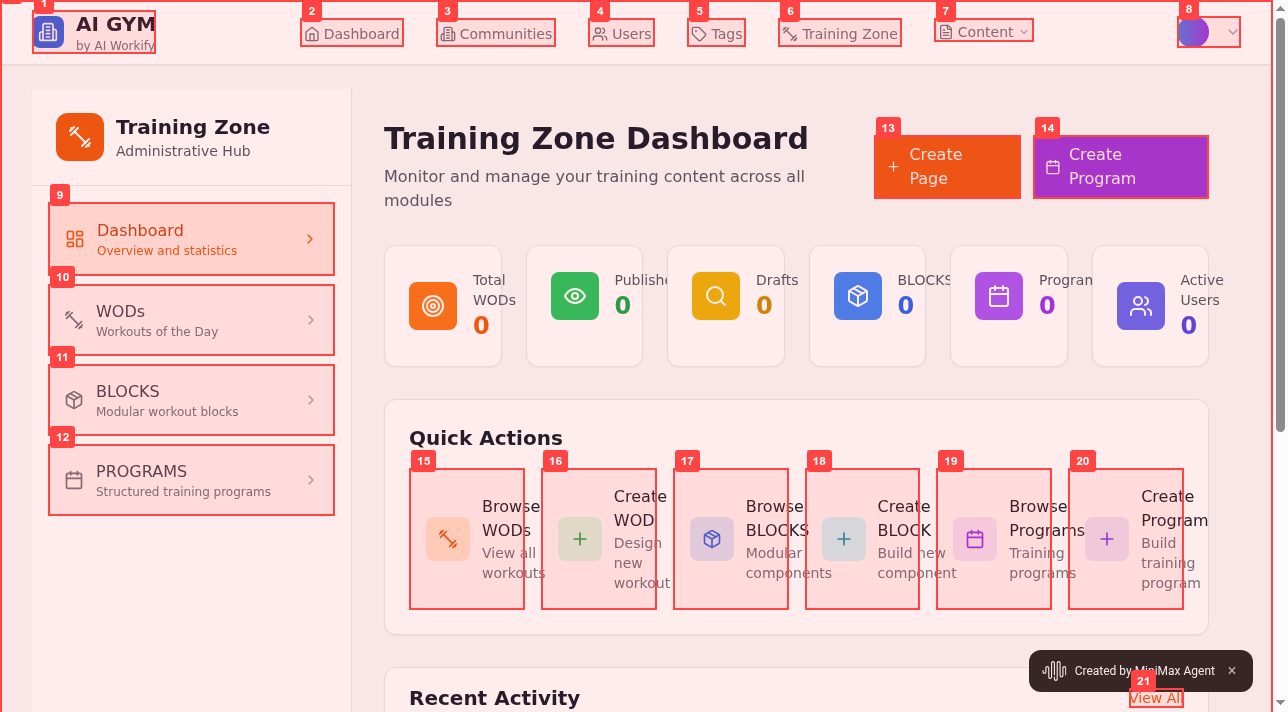 1
AI GYM
by AI Workify
2
Dashboard
3
Communities
4
Users
5
Tags
6
Training Zone
7
Content
8
Training Zone
Administrative Hub
9
Dashboard
Overview and statistics
10
WODs
Workouts of the Day
11
BLOCKS
Modular workout blocks
12
PROGRAMS
Structured training programs
Training Zone Dashboard
Monitor and manage your training content across all
modules
13
Create
Page
14
Create
Program
Total
WODs
0
Publishe
0
Drafts
0
BLOCKS
0
Program
0
Active
Users
0
Quick Actions
15
Browse
WODs
View all
workouts
16
Create
WOD
Design
new
workout
17
Browse
BLOCKS
Modular
components
18
Create
BLOCK
Build new
component
19
Browse
Programs
Training
programs
20
Create
Program
Build
training
program
Recent Activity
21
View All
Created by MiniMax Agent